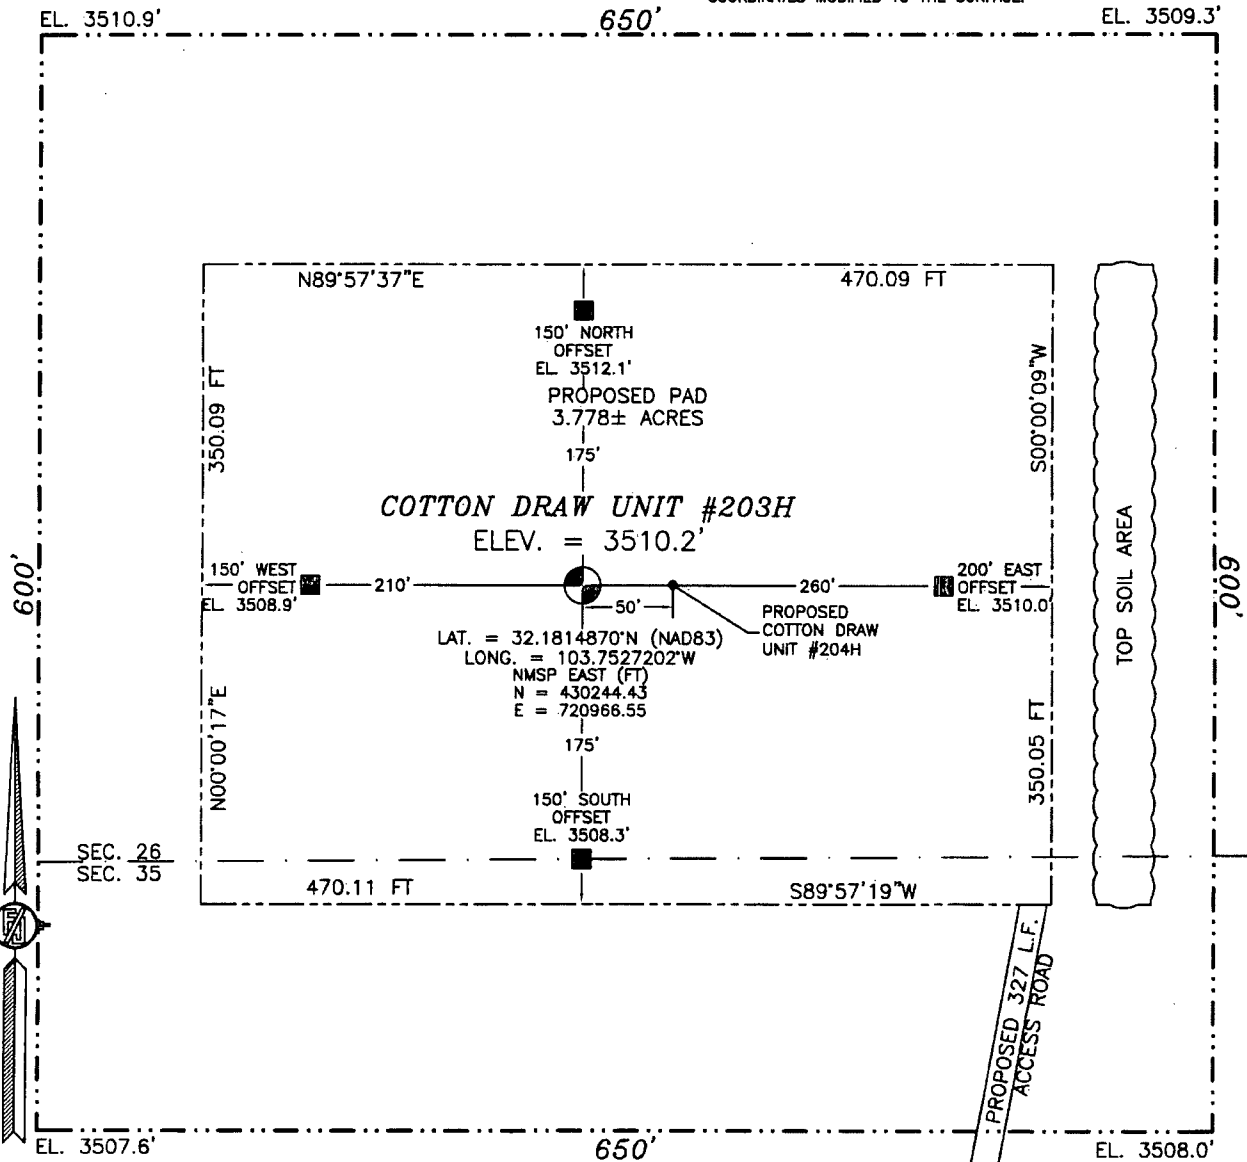 COORDINATES MODIFIED TO THE SURFACE.
EL. 3510.9'
650'
EL. 3509.3'
N89°57'37"E
470.09 FT
150' NORTH
OFFSET
EL. 3512.1'
PROPOSED PAD
3.778± ACRES
350.09 FT
S00°00'09"W
175'
COTTON DRAW UNIT #203H
ELEV. = 3510.2'
TOP SOIL AREA
600'
600'
150' WEST
OFFSET
EL. 3508.9'
210'
50'
260'
200' EAST
OFFSET
EL. 3510.0'
PROPOSED
COTTON DRAW
UNIT #204H
LAT. = 32.1814870°N (NAD83)
LONG. = 103.7527202°W
NMSP EAST (FT)
N = 430244.43
E = 720966.55
N00°00'17"E
175'
350.05 FT
150' SOUTH
OFFSET
EL. 3508.3'
SEC. 26
SEC. 35
470.11 FT
S89°57'19"W
PROPOSED 327 L.F.
ACCESS ROAD
EL. 3507.6'
650'
EL. 3508.0'